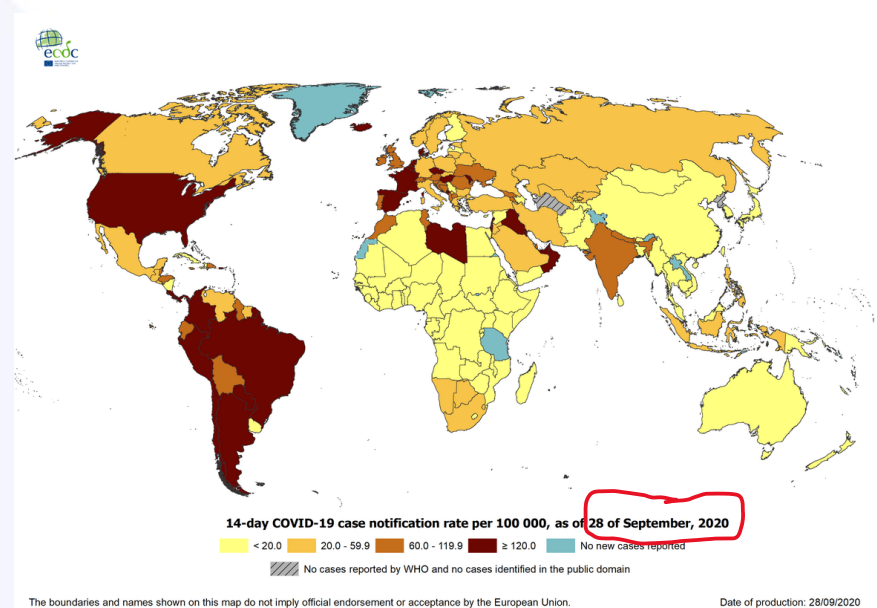 ecdc
14-day COVID-19 case notification rate per 100 000, as of 28 of September, 2020
< 20.0 20.0 - 59.9 60.0 - 119.9 ≥ 120.0 No new cases reported
No cases reported by WHO and no cases identified in the public domain
The boundaries and names shown on this map do not imply official endorsement or acceptance by the European Union. Date of production: 28/09/2020